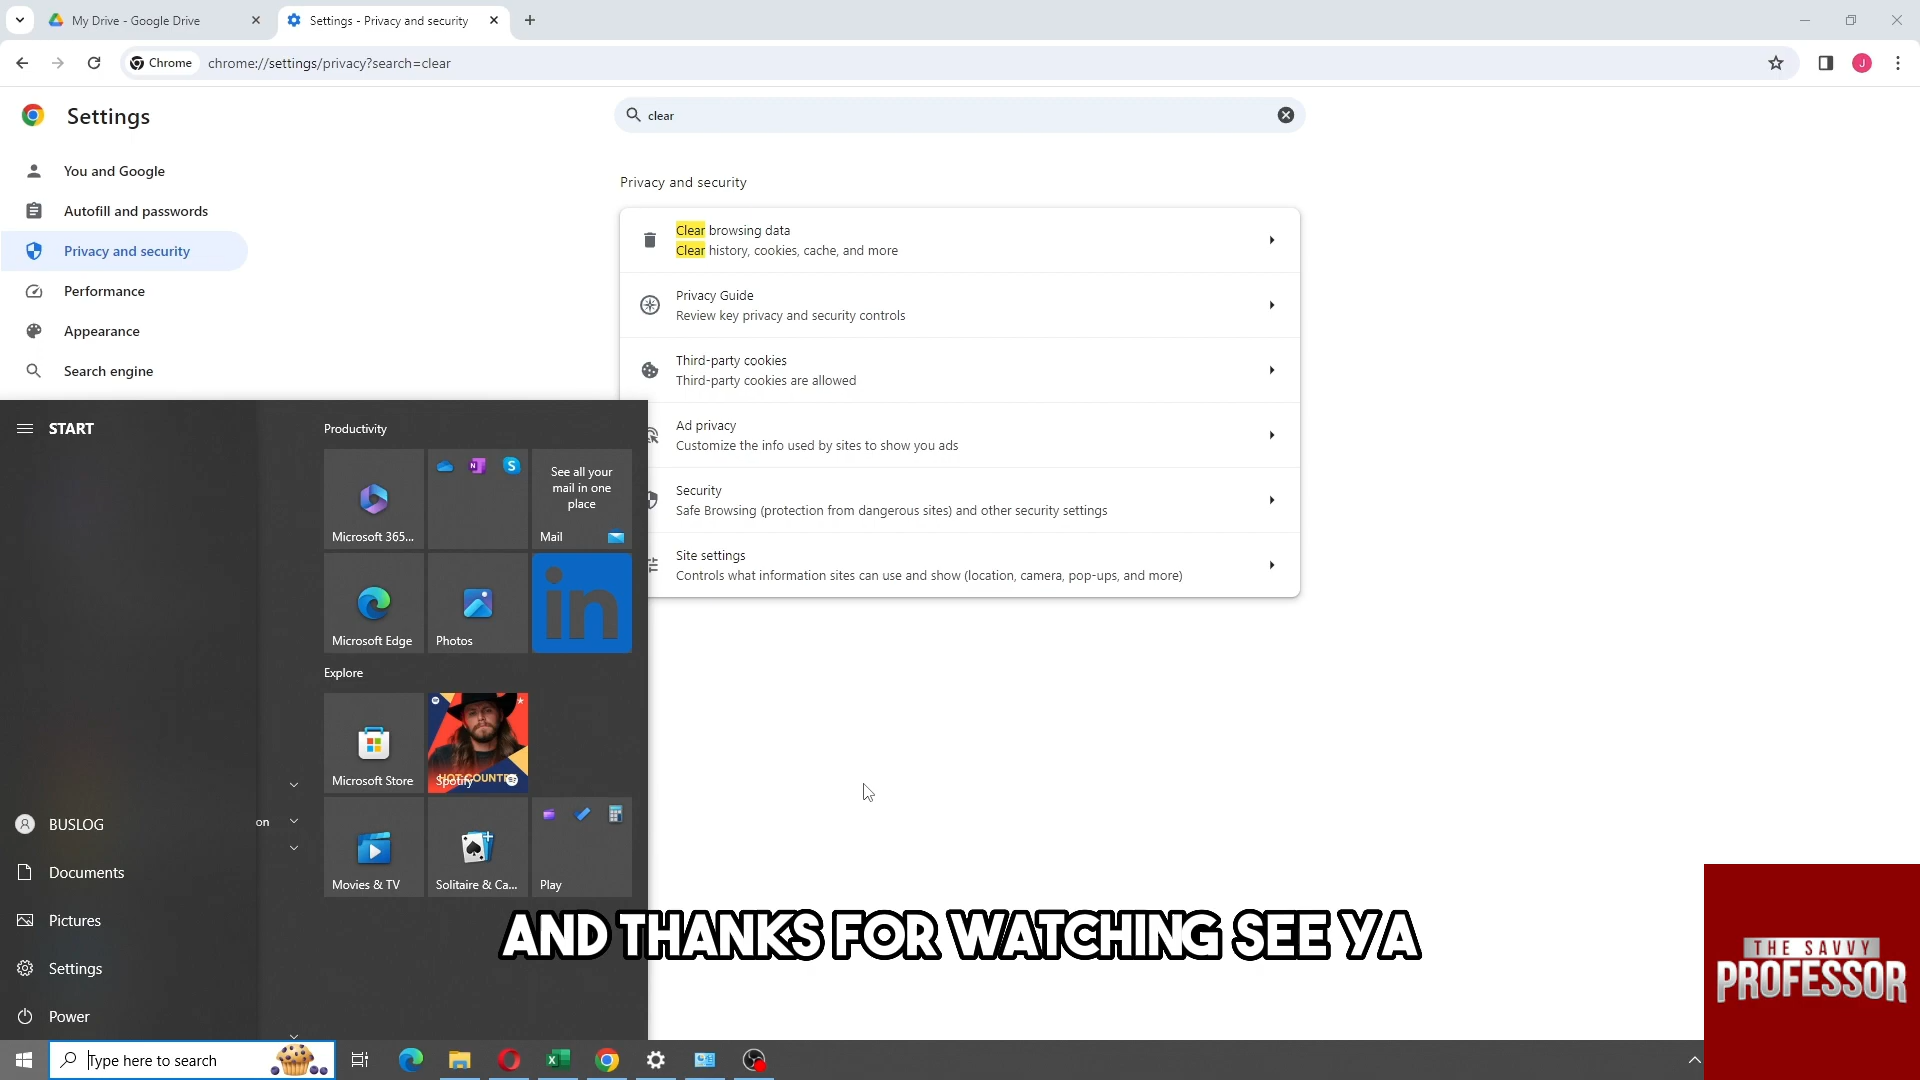 My Drive - Google Drive
Settings - Privacy and security
Chrome
chrome://settings/privacy?search=clear
J
Settings
clear
You and Google
Autofill and passwords
Privacy and security
Performance
Appearance
Search engine
Privacy and security
Clear browsing data
Clear history, cookies, cache, and more
Privacy Guide
Review key privacy and security controls
Third-party cookies
Third-party cookies are allowed
Ad privacy
Customize the info used by sites to show you ads
Security
Safe Browsing (protection from dangerous sites) and other security settings
Site settings
Controls what information sites can use and show (location, camera, pop-ups, and more)
START
BUSLOG
Documents
Pictures
Settings
Power
on
Productivity
Microsoft 365...
See all your
mail in one
place
Mail
Microsoft Edge
Photos
in
Explore
Microsoft Store
HOT COUNTRY
Spotify
Movies & TV
Solitaire & Ca...
Play
AND THANKS FOR WATCHING SEE YA
THE SAVVY
PROFESSOR
Type here to search